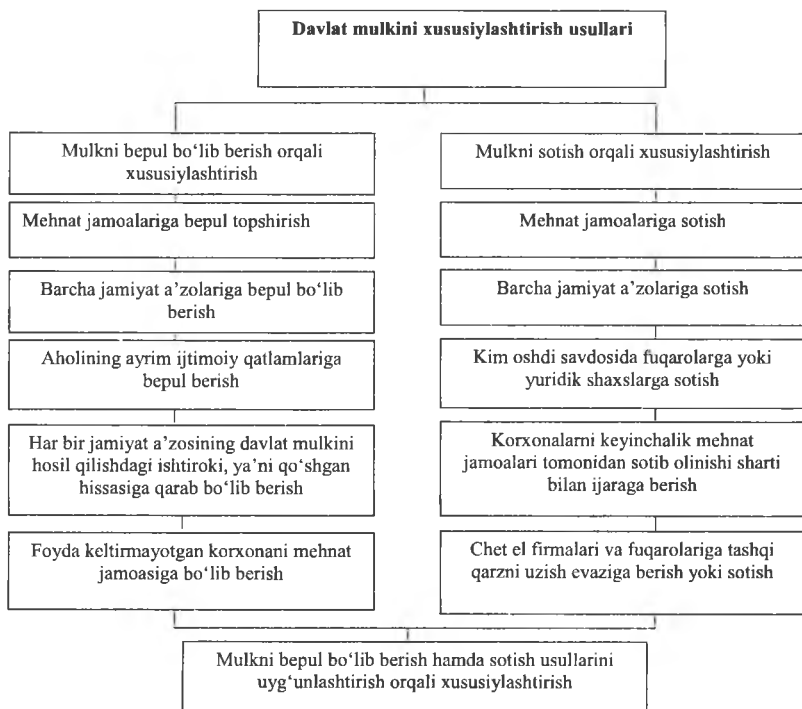 Davlat mulkini xususiylashtirish usullari
Mulkni bepul bo‘lib berish orqali
xususiylashtirish
Mehnat jamoalariga bepul topshirish
Barcha jamiyat a’zolariga bepul bo‘lib
berish
Aholining ayrim ijtimoiy qatlamlariga
bepul berish
Har bir jamiyat a’zosining davlat mulkini
hosil qilishdagi ishtiroki, ya’ni qo‘shgan
hissasiga qarab bo‘lib berish
Foyda keltirmayotgan korxonani mehnat
jamoasiga bo‘lib berish
Mulkni sotish orqali xususiylashtirish
Mehnat jamoalariga sotish
Barcha jamiyat a’zolariga sotish
Kim oshdi savdosida fuqarolarga yoki
yuridik shaxslarga sotish
Korxonalarni keyinchalik mehnat
jamoalari tomonidan sotib olinishi sharti
bilan ijaraga berish
Chet el firmalari va fuqarolariga tashqi
qarzni uzish evaziga berish yoki sotish
Mulkni bepul bo‘lib berish hamda sotish usullarini
uyg‘unlashtirish orqali xususiylashtirish